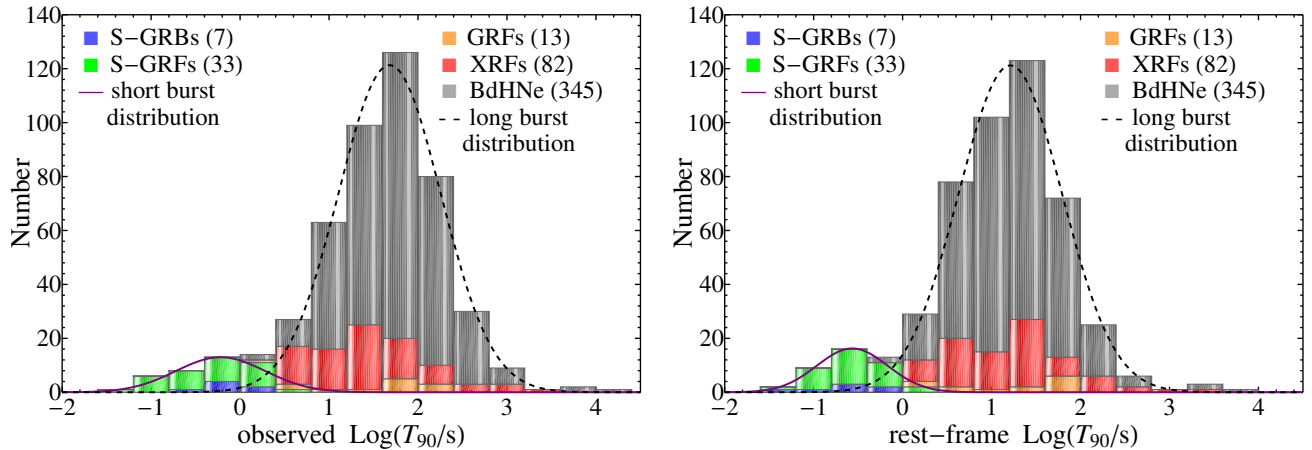 140
120
100
80
60
40
20
0
Number
S−GRBs (7)
S−GRFs (33)
short burst
distribution
GRFs (13)
XRFs (82)
BdHNe (345)
long burst
distribution
−2 −1 0 1 2 3 4
observed Log(T90/s)
140
120
100
80
60
40
20
0
Number
S−GRBs (7)
S−GRFs (33)
short burst
distribution
GRFs (13)
XRFs (82)
BdHNe (345)
long burst
distribution
−2 −1 0 1 2 3 4
rest−frame Log(T90/s)